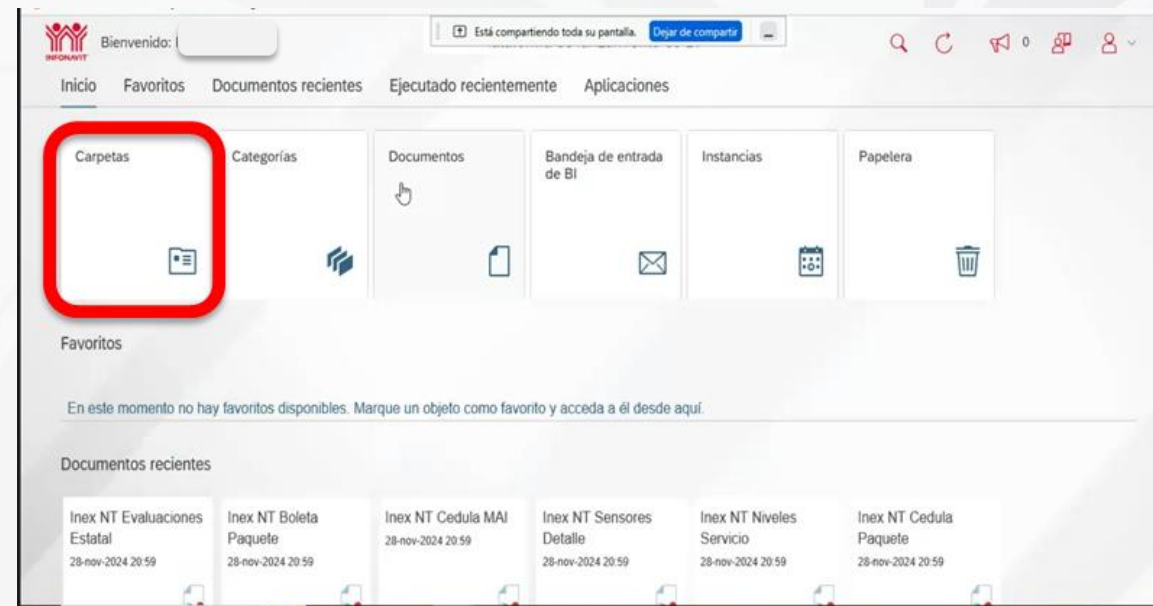 Está compartiendo toda su pantalla. Dejar de compartir
INFONAVIT
Bienvenido:
0
Inicio Favoritos Documentos recientes Ejecutado recientemente Aplicaciones
Carpetas Categorías Documentos Bandeja de entrada de BI Instancias Papelera
Favoritos
En este momento no hay favoritos disponibles. Marque un objeto como favorito y acceda a él desde aquí.
Documentos recientes
Inex NT Evaluaciones Estatal
28-nov-2024 20:59
Inex NT Boleta Paquete
28-nov-2024 20:59
Inex NT Cedula MAI
28-nov-2024 20:59
Inex NT Sensores Detalle
28-nov-2024 20:59
Inex NT Niveles Servicio
28-nov-2024 20:59
Inex NT Cedula Paquete
28-nov-2024 20:59